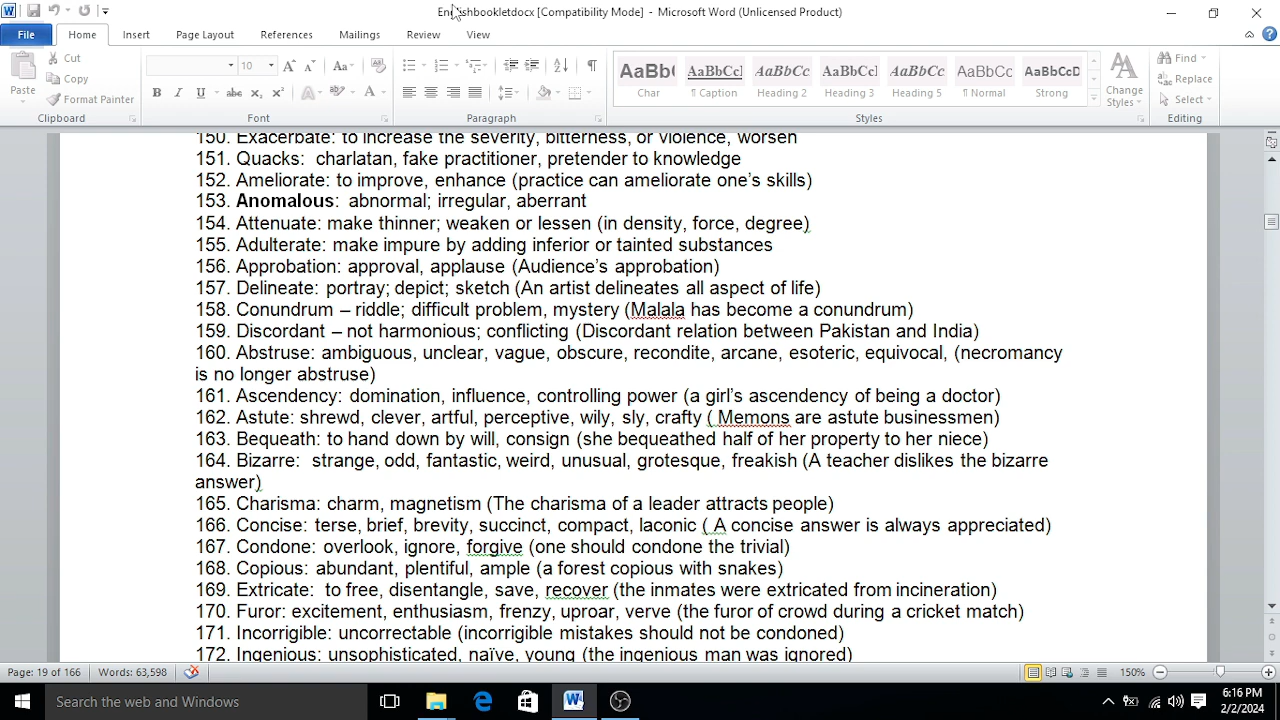 Englishbookletdocx [Compatibility Mode] - Microsoft Word (Unlicensed Product)
File Home Insert Page Layout References Mailings Review View
Cut
Copy
Format Painter
Paste
10
AaBb( AaBbCcI AaBbCc AaBbCcI AaBbCc AaBbCcI AaBbCcD
Char ¶ Caption Heading 2 Heading 3 Heading 5 ¶ Normal Strong
Change Styles
Find
Replace
Select
Clipboard Font Paragraph Styles Editing
150. Exacerbate: to increase the severity, bitterness, or violence, worsen
151. Quacks: charlatan, fake practitioner, pretender to knowledge
152. Ameliorate: to improve, enhance (practice can ameliorate one's skills)
153. Anomalous: abnormal; irregular, aberrant
154. Attenuate: make thinner; weaken or lessen (in density, force, degree)
155. Adulterate: make impure by adding inferior or tainted substances
156. Approbation: approval, applause (Audience's approbation)
157. Delineate: portray; depict; sketch (An artist delineates all aspect of life)
158. Conundrum – riddle; difficult problem, mystery (Malala has become a conundrum)
159. Discordant – not harmonious; conflicting (Discordant relation between Pakistan and India)
160. Abstruse: ambiguous, unclear, vague, obscure, recondite, arcane, esoteric, equivocal, (necromancy
is no longer abstruse)
161. Ascendency: domination, influence, controlling power (a girl's ascendency of being a doctor)
162. Astute: shrewd, clever, artful, perceptive, wily, sly, crafty ( Memons are astute businessmen)
163. Bequeath: to hand down by will, consign (she bequeathed half of her property to her niece)
164. Bizarre: strange, odd, fantastic, weird, unusual, grotesque, freakish (A teacher dislikes the bizarre
answer)
165. Charisma: charm, magnetism (The charisma of a leader attracts people)
166. Concise: terse, brief, brevity, succinct, compact, laconic ( A concise answer is always appreciated)
167. Condone: overlook, ignore, forgive (one should condone the trivial)
168. Copious: abundant, plentiful, ample (a forest copious with snakes)
169. Extricate: to free, disentangle, save, recover (the inmates were extricated from incineration)
170. Furor: excitement, enthusiasm, frenzy, uproar, verve (the furor of crowd during a cricket match)
171. Incorrigible: uncorrectable (incorrigible mistakes should not be condoned)
172. Ingenious: unsophisticated, naïve, young (the ingenious man was ignored)
Page: 19 of 166 Words: 63,598 150%
Search the web and Windows
6:16 PM
2/2/2024